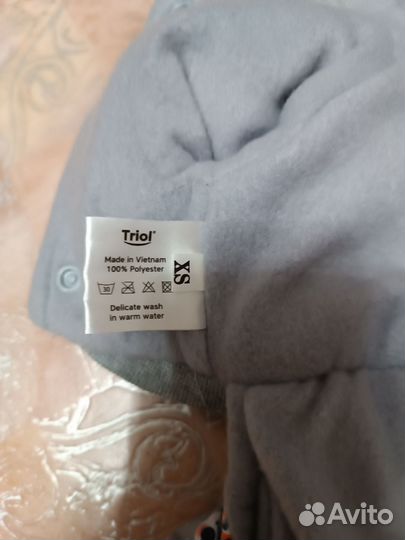 Triol®
Made in Vietnam
100% Polyester
XS
30
Delicate wash
in warm water
Avito